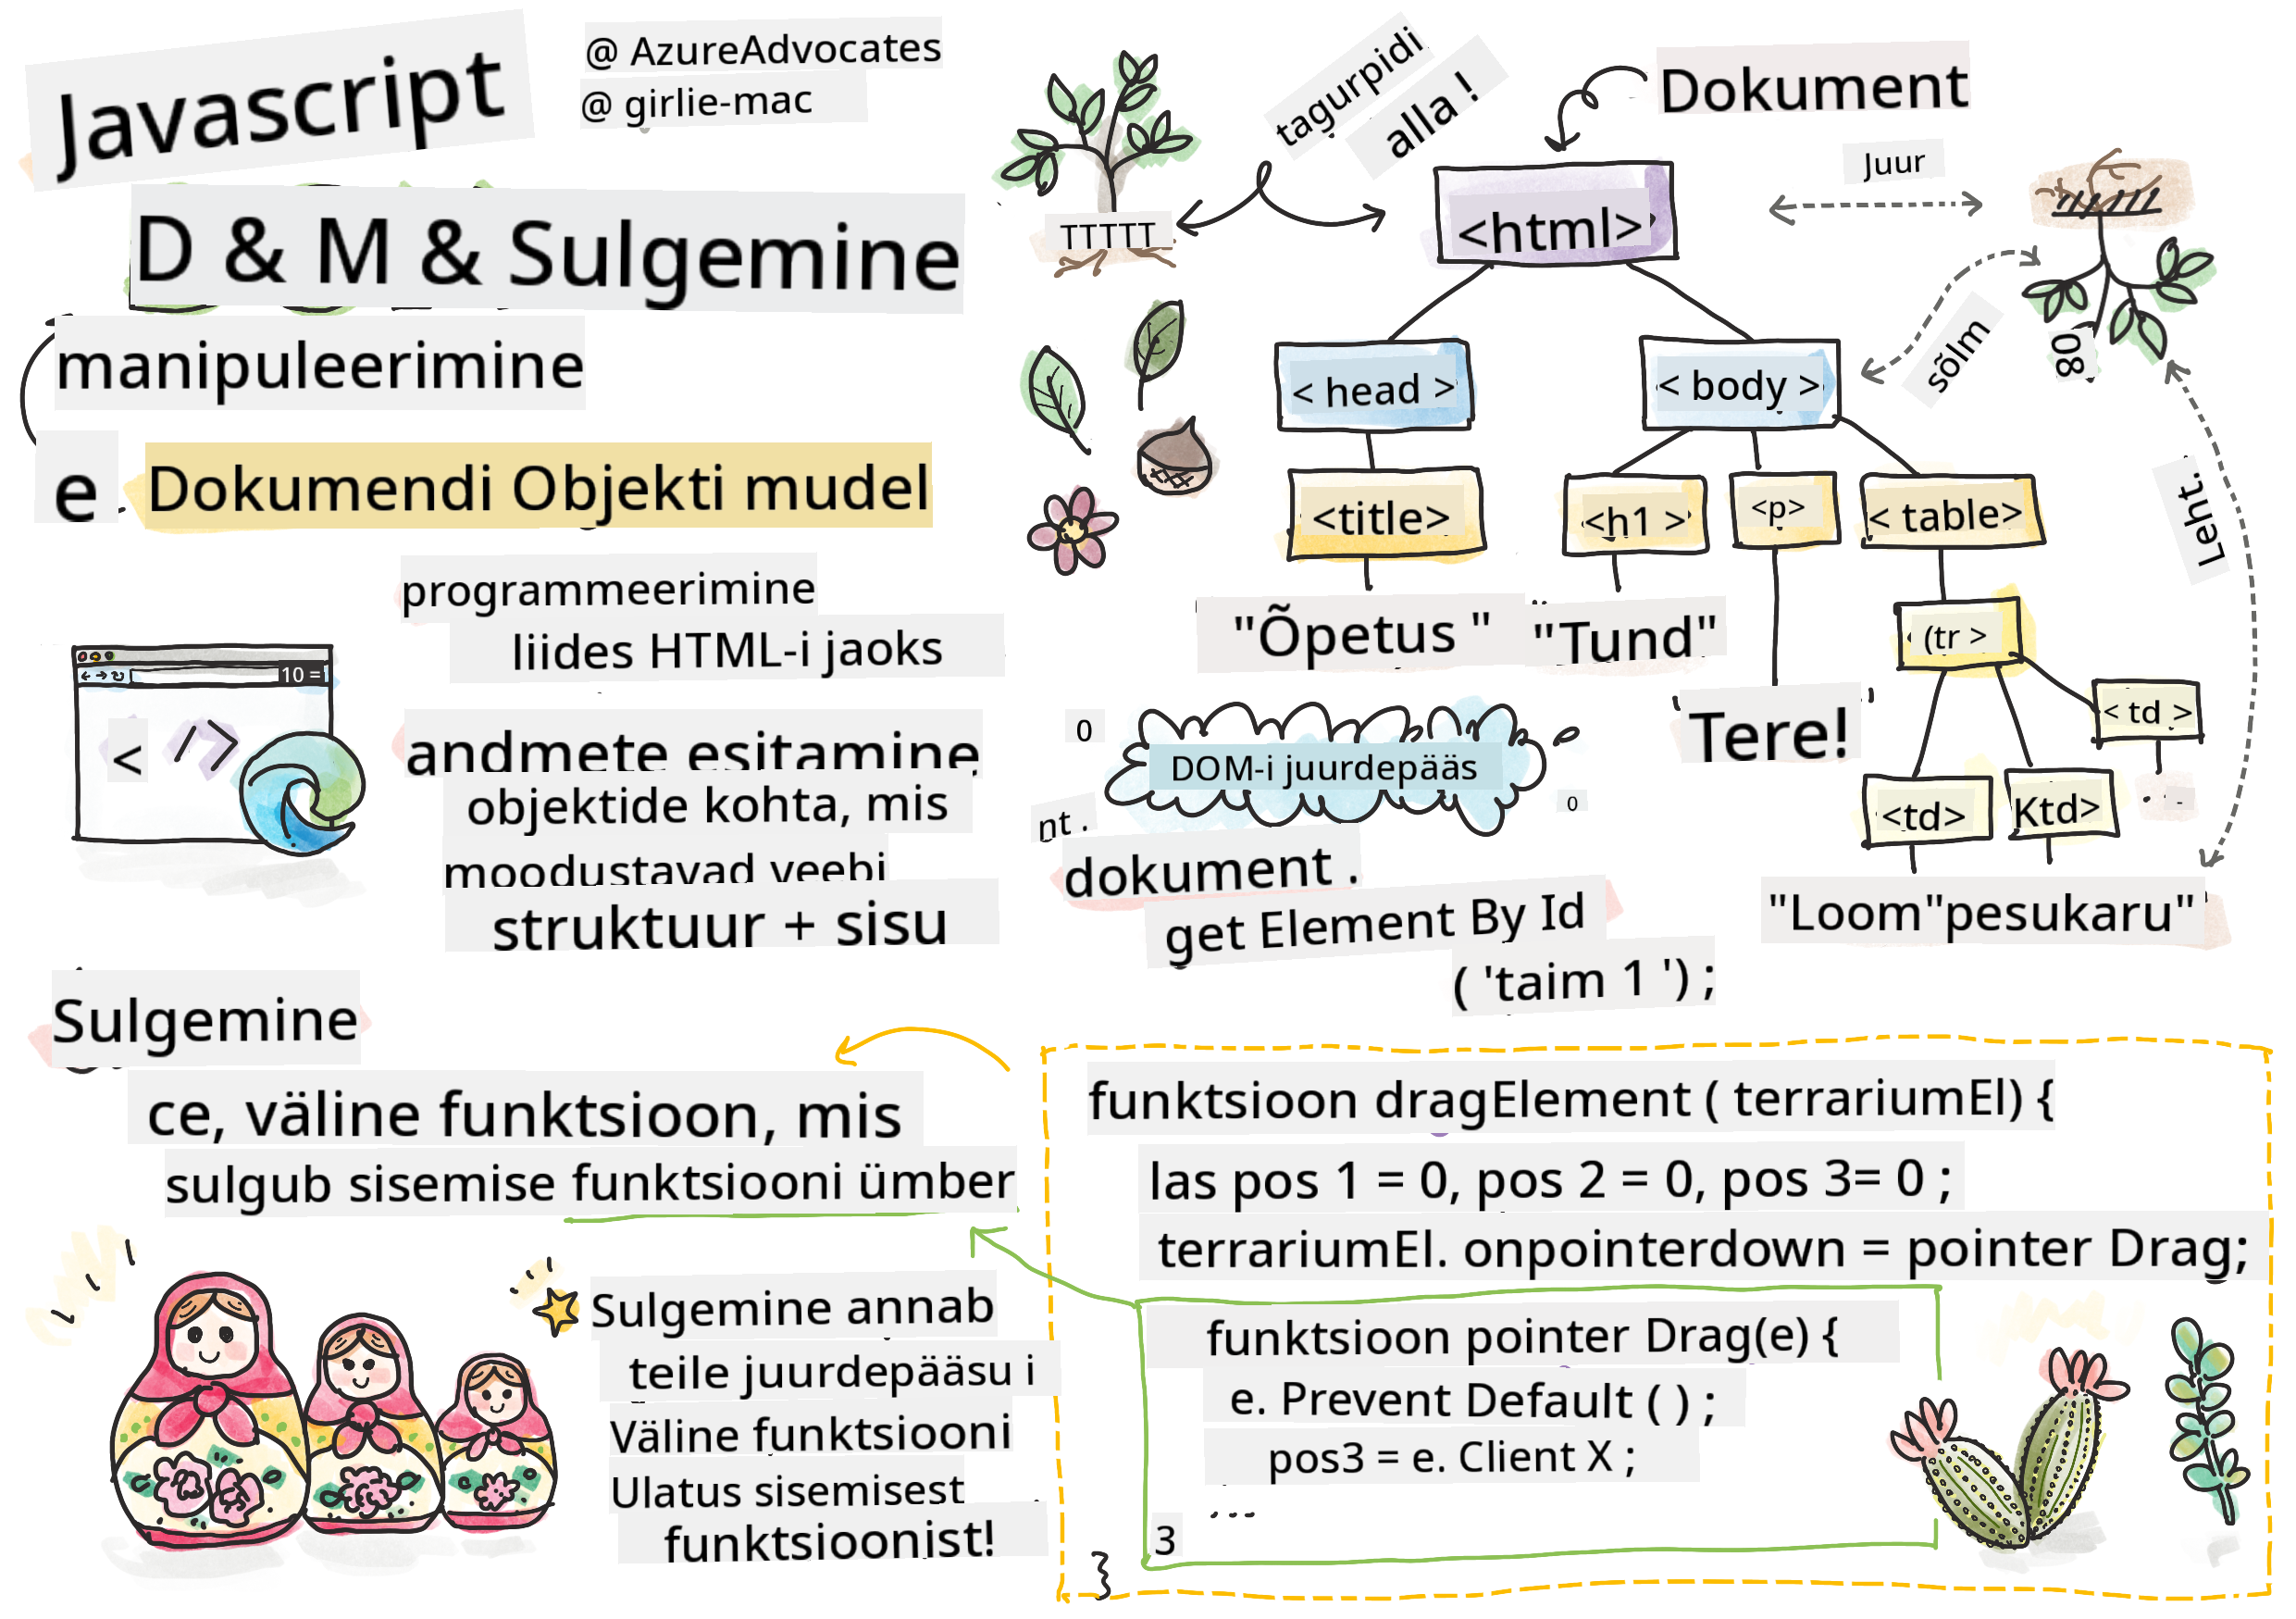 Javascript
@ AzureAdvocates
@ girlie-mac
D & M & Sulgemine
manipuleerimine
e Dokumendi Objekti mudel
programmeerimine
liides HTML-i jaoks
10 =
< />
andmete esitamine
objektide kohta, mis
moodustavad veebi
struktuur + sisu
tagurpidi
alla !
Dokument
TTTTT
<html>
Juur
sõlm
80
Leht.
< head >
< body >
<title>
<h1 >
<p>
< table>
"Õpetus "
"Tund"
(tr >
Tere!
< td >
<td>
Ktd>
"Loom"pesukaru"
0
DOM-i juurdepääs
0
nt .
dokument .
get Element By Id
( 'taim 1 ') ;
Sulgemine
ce, väline funktsioon, mis
sulgub sisemise funktsiooni ümber
Sulgemine annab
teile juurdepääsu i
Väline funktsiooni
Ulatus sisemisest
funktsioonist!
funktsioon dragElement ( terrariumEl) {
las pos 1 = 0, pos 2 = 0, pos 3= 0 ;
terrariumEl. onpointerdown = pointer Drag;
funktsioon pointer Drag(e) {
e. Prevent Default ( ) ;
pos3 = e. Client X ;
...
3
}